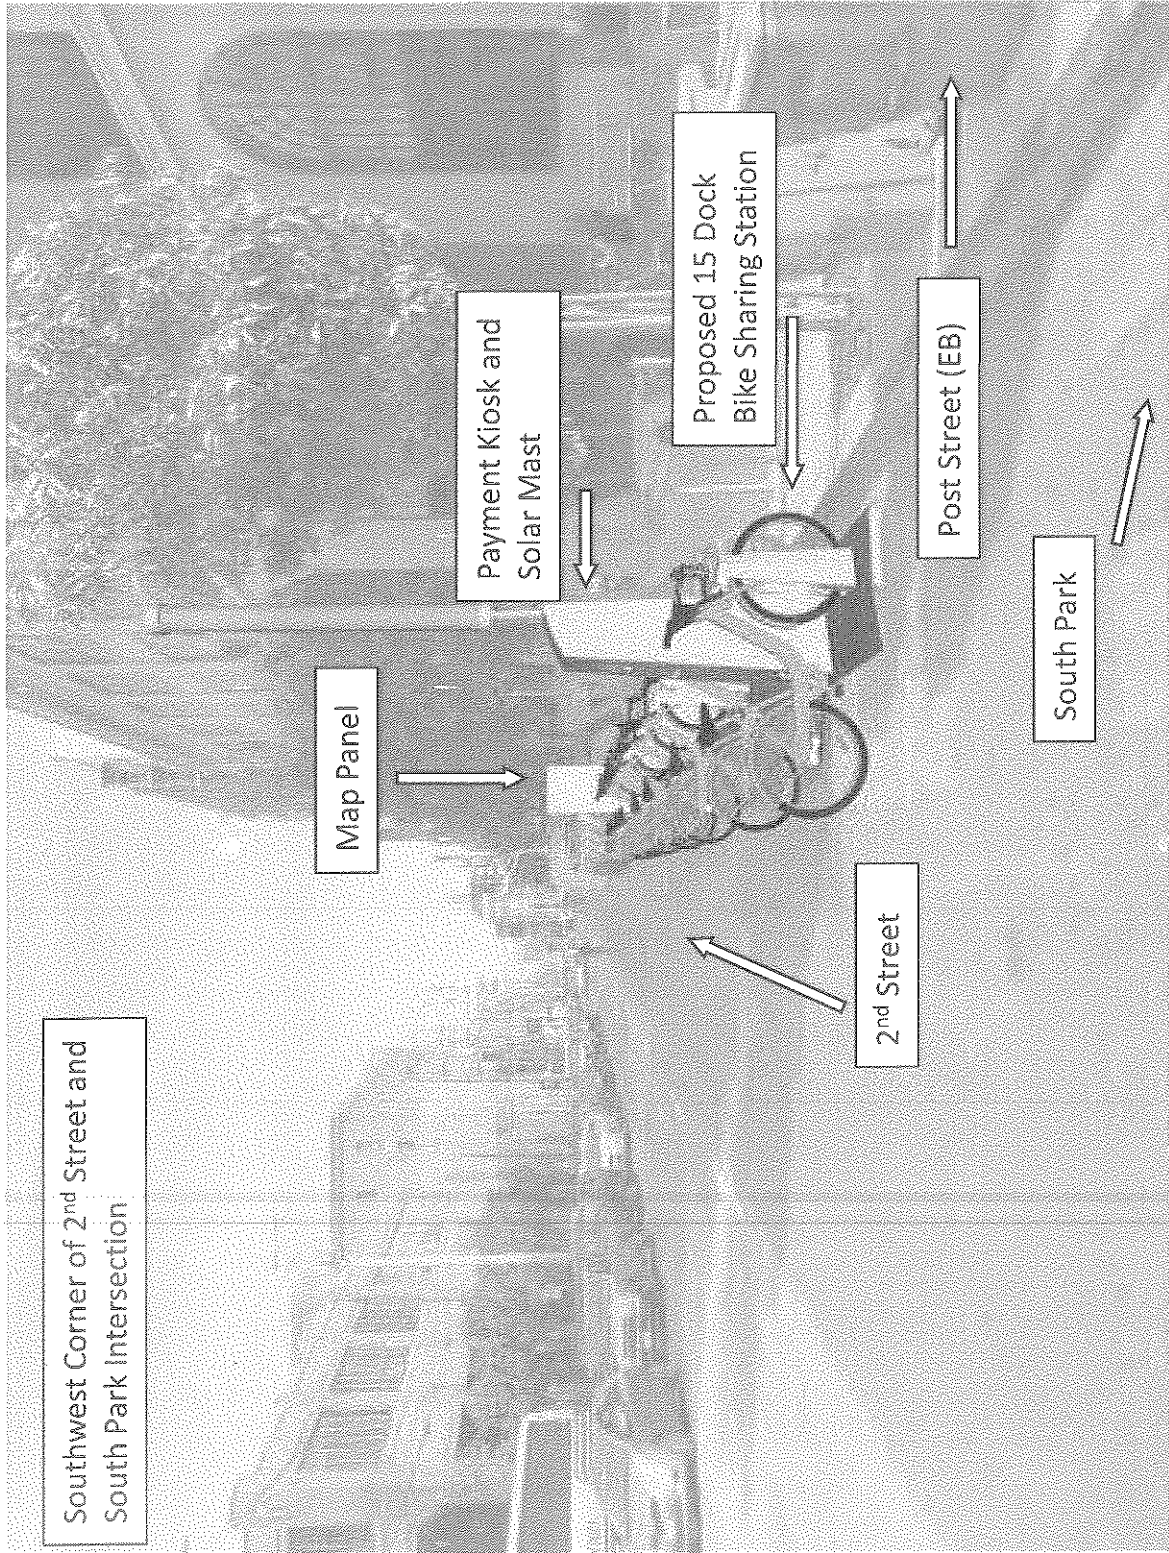 Southwest Corner of 2nd Street and
South Park Intersection
Map Panel
Payment Kiosk and
Solar Mast
Proposed 15 Dock
Bike Sharing Station
2nd Street
Post Street (EB)
South Park